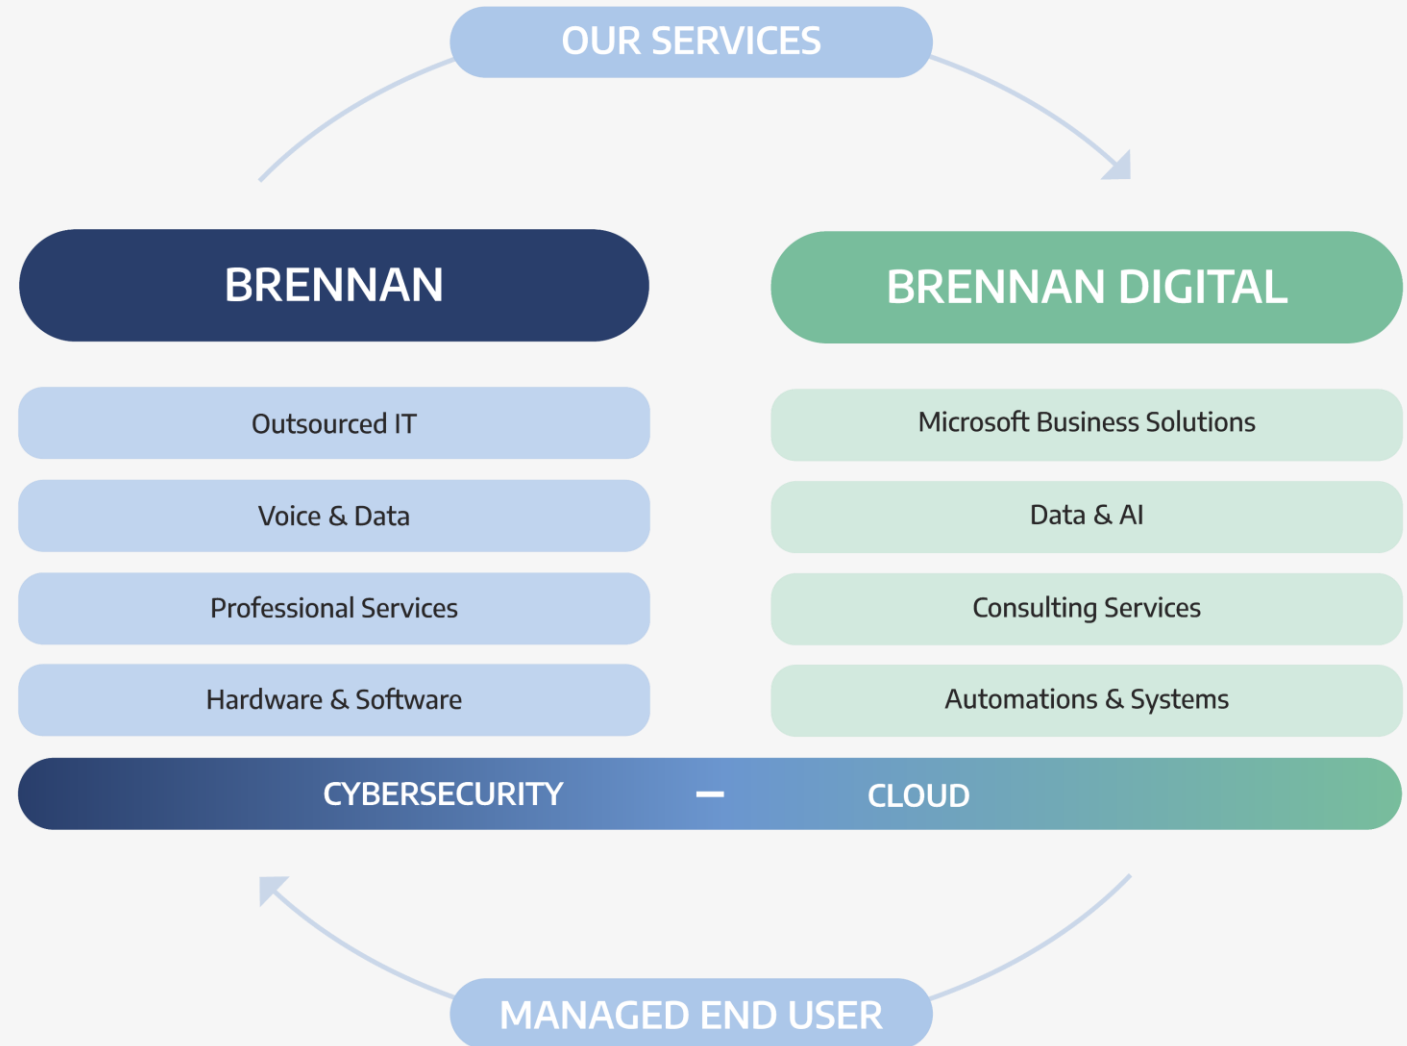 OUR SERVICES
BRENNAN
Outsourced IT
Voice & Data
Professional Services
Hardware & Software
BRENNAN DIGITAL
Microsoft Business Solutions
Data & AI
Consulting Services
Automations & Systems
CYBERSECURITY – CLOUD
MANAGED END USER